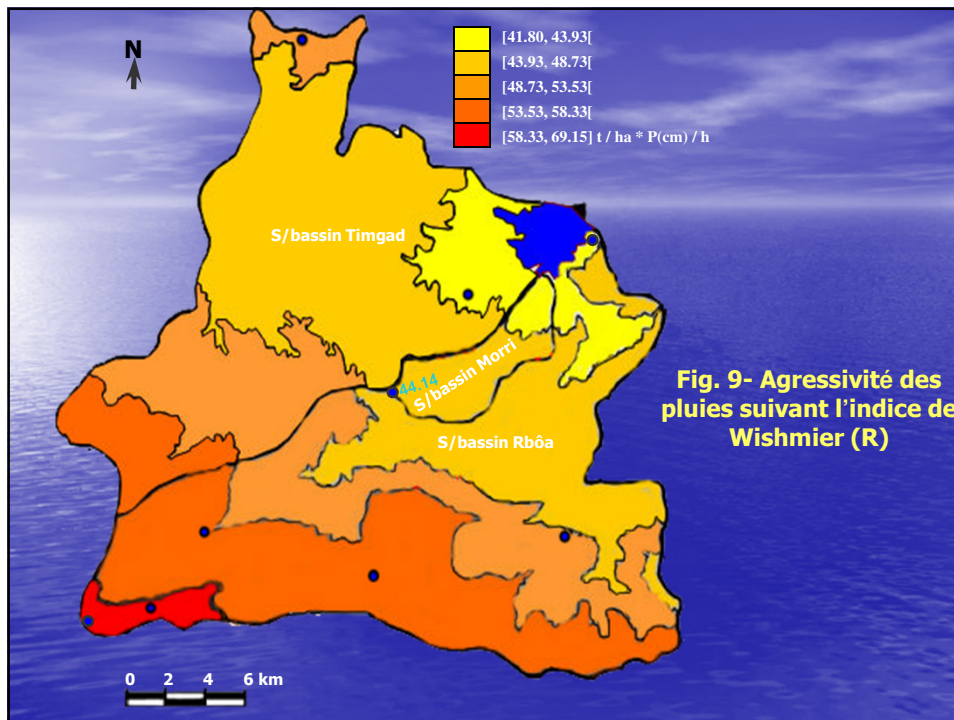 N
[41.80, 43.93[
[43.93, 48.73[
[48.73, 53.53[
[53.53, 58.33[
[58.33, 69.15] t / ha * P(cm) / h
S/bassin Timgad
44.14
S/bassin Morri
S/bassin Rbôa
Fig. 9- Agressivité des
pluies suivant l'indice de
Wishmier (R)
0 2 4 6 km